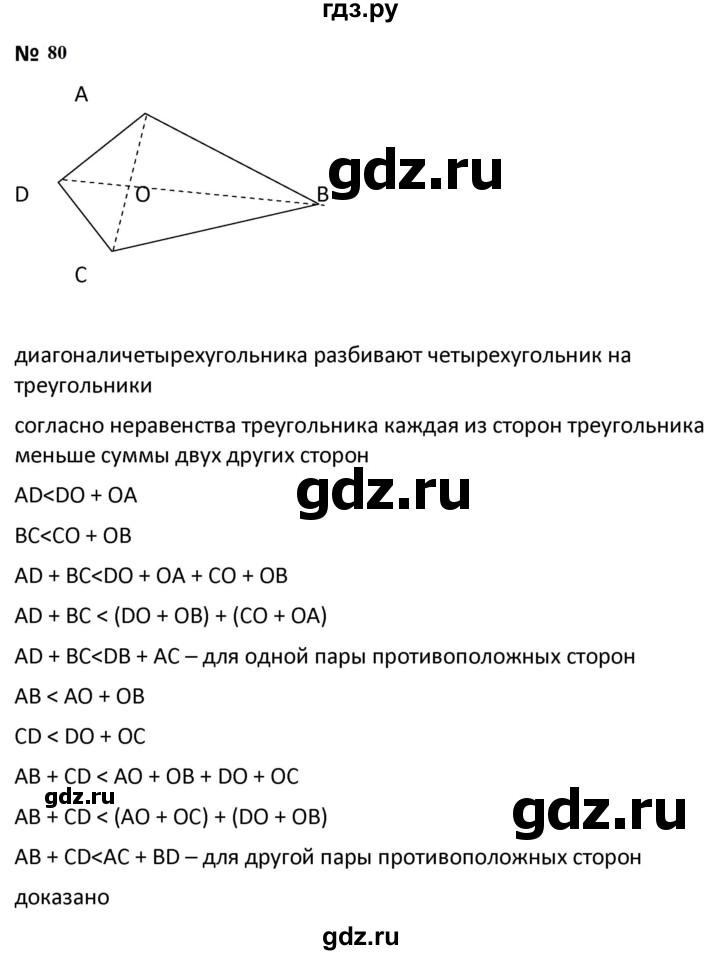 гдз.ру
№ 80
A
gdz.ru
D
O
B
C
диагоналичетырехугольника разбивают четырехугольник на
треугольники
согласно неравенства треугольника каждая из сторон треугольника
меньше суммы двух других сторон
gdz.ru
AD<DO + OA
BC<CO + OB
AD + BC<DO + OA + CO + OB
AD + BC < (DO + OB) + (CO + OA)
AD + BC<DB + AC – для одной пары противоположных сторон
AB < AO + OB
CD < DO + OC
AB + CD < AO + OB + DO + OC
gdz.ru
gdz.ru
AB + CD < (AO + OC) + (DO + OB)
AB + CD<AC + BD – для другой пары противоположных сторон
доказано
gdz.ru